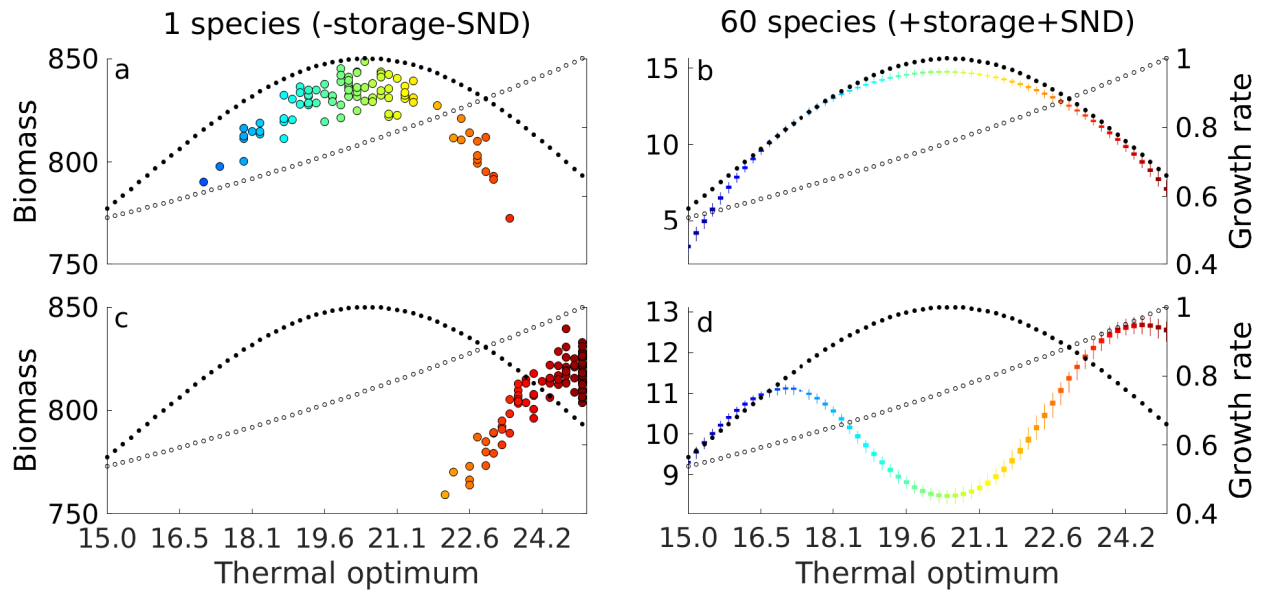 1 species (-storage-SND)
60 species (+storage+SND)
850
800
750
Biomass
a
15
10
5
b
1
0.8
0.6
0.4
Growth rate
850
800
750
Biomass
c
15.0 16.5 18.1 19.6 21.1 22.6 24.2
Thermal optimum
13
12
11
10
9
d
1
0.8
0.6
0.4
Growth rate
15.0 16.5 18.1 19.6 21.1 22.6 24.2
Thermal optimum